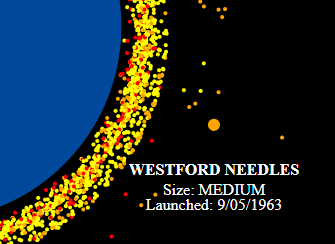 WESTFORD NEEDLES
Size: MEDIUM
Launched: 9/05/1963